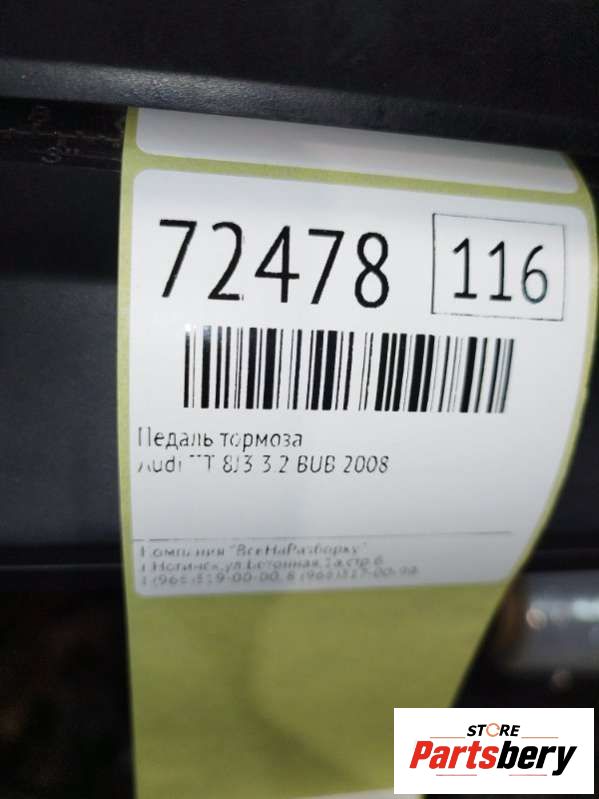 72478 116
Педаль тормоза
Audi TT 8J3 3.2 BUB 2008
Компания "ВсеНаРазборку"
г.Ногинск, ул.Бетонная, стр.6
STORE
Partsbery